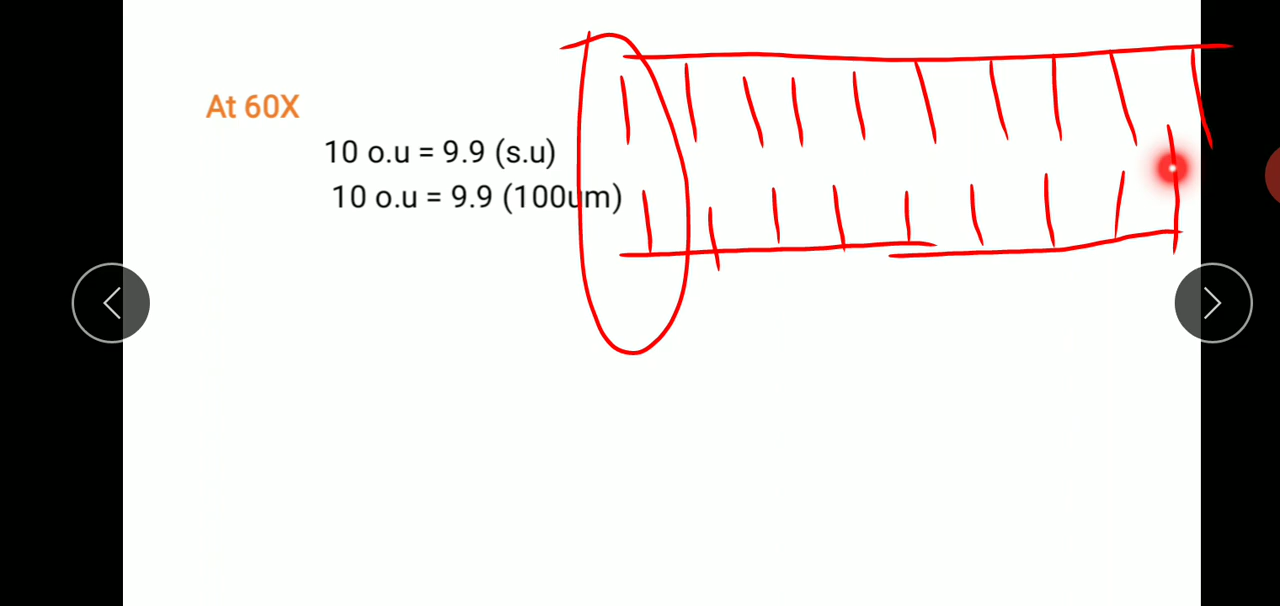 At 60X
10 o.u = 9.9 (s.u)
10 o.u = 9.9 (100um)